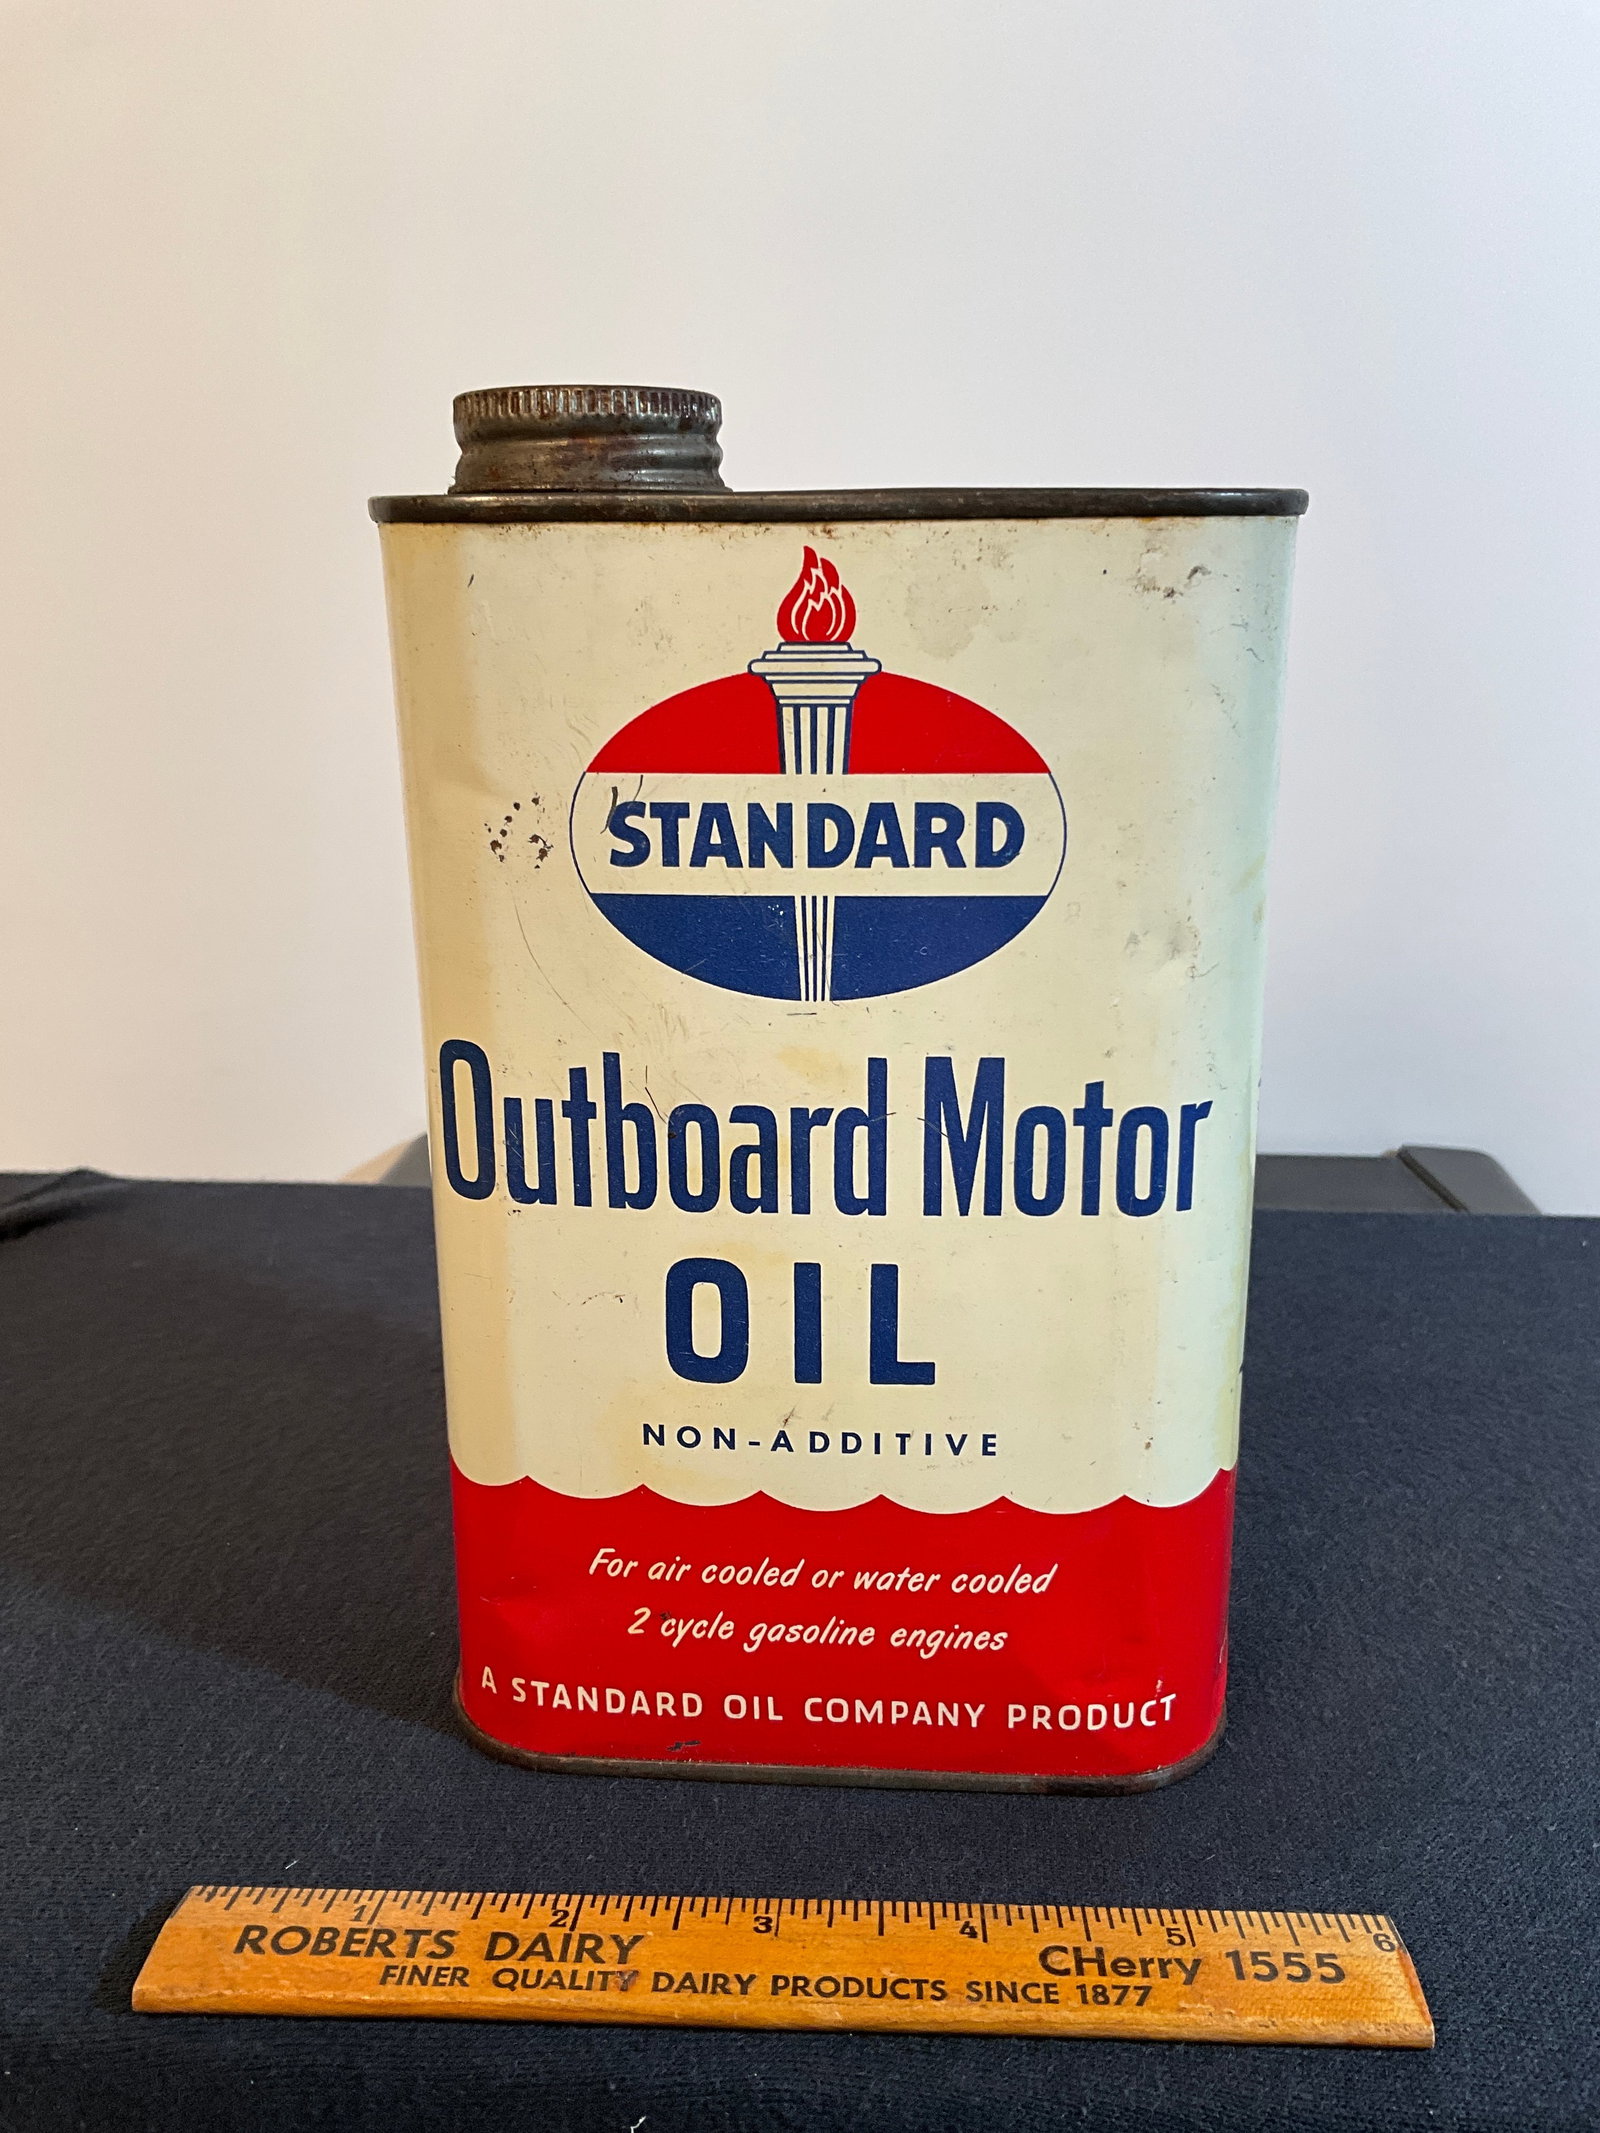 STANDARD
Outboard Motor
OIL
NON-ADDITIVE
For air cooled or water cooled
2 cycle gasoline engines
A STANDARD OIL COMPANY PRODUCT
1 2 3 4 5 6
ROBERTS DAIRY CHerry 1555
FINER QUALITY DAIRY PRODUCTS SINCE 1877